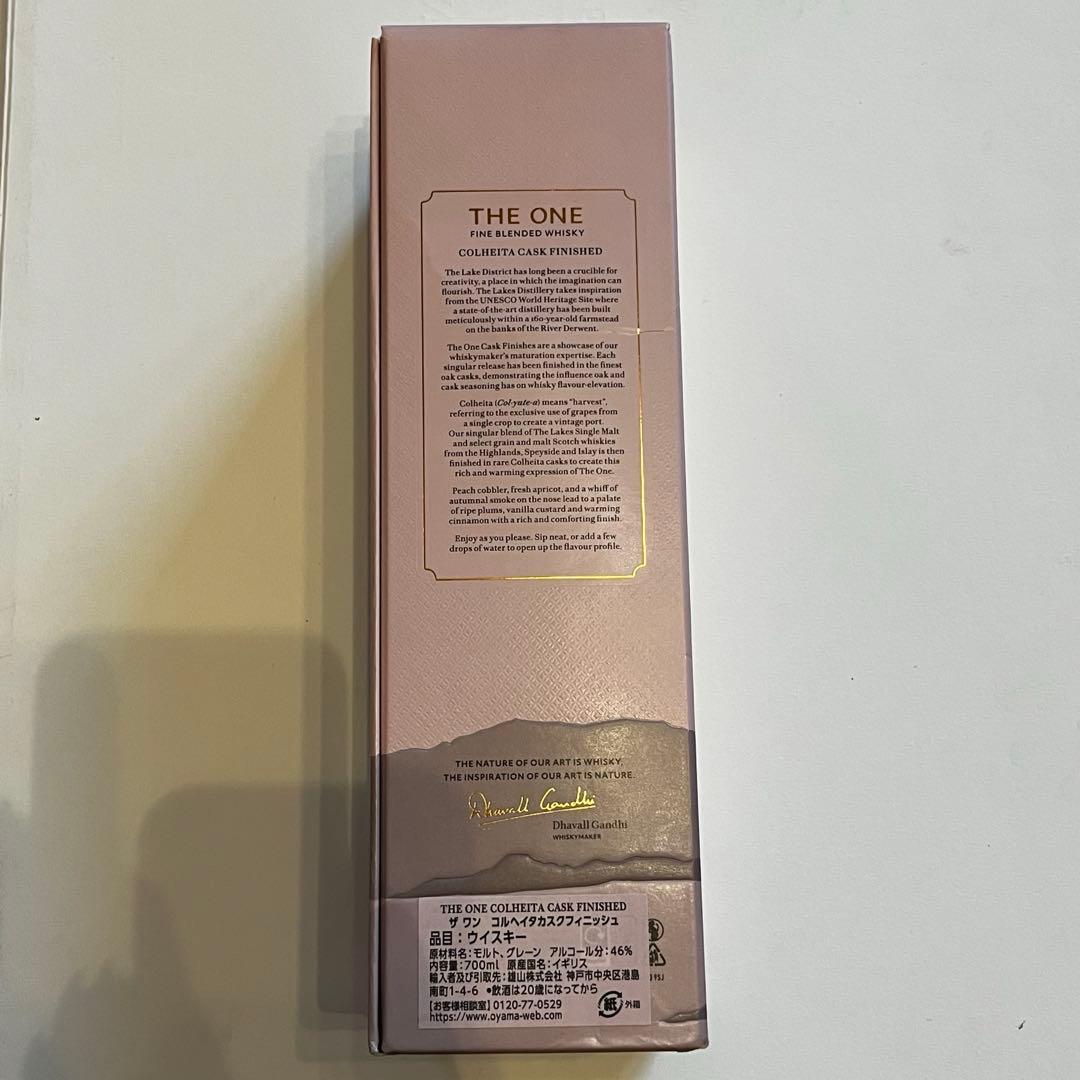 THE ONE
FINE BLENDED WHISKY
COLHEITA CASK FINISHED
The Lake District has long been a crucible for
creativity, a place in which the imagination can
flourish. The Lakes Distillery takes inspiration
from the UNESCO World Heritage Site where
a state-of-the-art distillery has been built
meticulously within a 160-year-old farmstead
on the banks of the River Derwent.
The One Cask Finishes are a showcase of our
whiskymaker's maturation expertise. Each
singular release has been finished in the finest
oak casks, demonstrating the influence oak and
cask seasoning has on whisky flavour-elevation.
Colheita (Col-yate-a) means "harvest",
referring to the exclusive use of grapes from
a single crop to create a vintage port.
Our singular blend of The Lakes Single Malt
and select grain and malt Scotch whiskies
from the Highlands, Speyside and Islay is then
finished in rare Colheita casks to create this
rich and warming expression of The One.
Peach cobbler, fresh apricot, and a whiff of
autumnal smoke on the nose lead to a palate
of ripe plums, vanilla custard and warming
cinnamon with a rich and comforting finish.
Enjoy as you please. Sip neat, or add a few
drops of water to open up the flavour profile.
THE NATURE OF OUR ART IS WHISKY,
THE INSPIRATION OF OUR ART IS NATURE.
Dhavall Gandhi
Dhavall Gandhi
WHISKYMAKER
THE ONE COLHEITA CASK FINISHED
ザ ワン コルヘイタカスクフィニッシュ
品目：ウイスキー
原材料名：モルト、グレーン アルコール分：46%
内容量：700ml 原産国名：イギリス
輸入者及び引取先：雄山株式会社 神戸市中央区港島
南町1-4-6 •飲酒は20歳になってから
【お客様相談室】0120-77-0529
https://www.oyama-web.com
紙 外箱